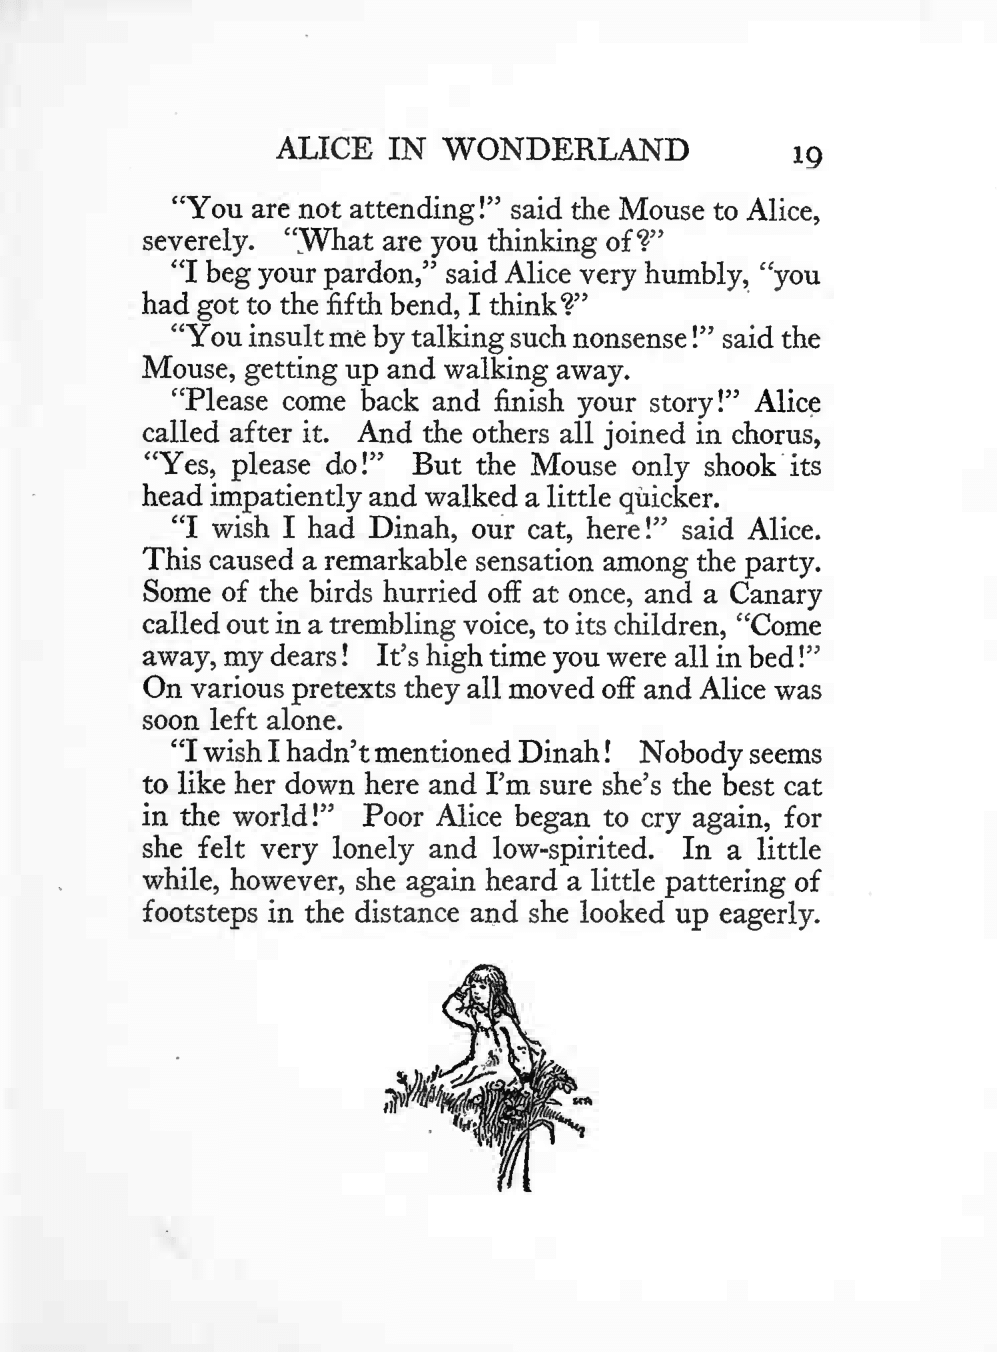 ALICE IN WONDERLAND 19
“You are not attending!” said the Mouse to Alice,
severely. “What are you thinking of?”
“I beg your pardon,” said Alice very humbly, “you
had got to the fifth bend, I think?”
“You insult me by talking such nonsense!” said the
Mouse, getting up and walking away.
“Please come back and finish your story!” Alice
called after it. And the others all joined in chorus,
“Yes, please do!” But the Mouse only shook its
head impatiently and walked a little quicker.
“I wish I had Dinah, our cat, here!” said Alice.
This caused a remarkable sensation among the party.
Some of the birds hurried off at once, and a Canary
called out in a trembling voice, to its children, “Come
away, my dears! It’s high time you were all in bed!”
On various pretexts they all moved off and Alice was
soon left alone.
“I wish I hadn’t mentioned Dinah! Nobody seems
to like her down here and I’m sure she’s the best cat
in the world!” Poor Alice began to cry again, for
she felt very lonely and low-spirited. In a little
while, however, she again heard a little pattering of
footsteps in the distance and she looked up eagerly.